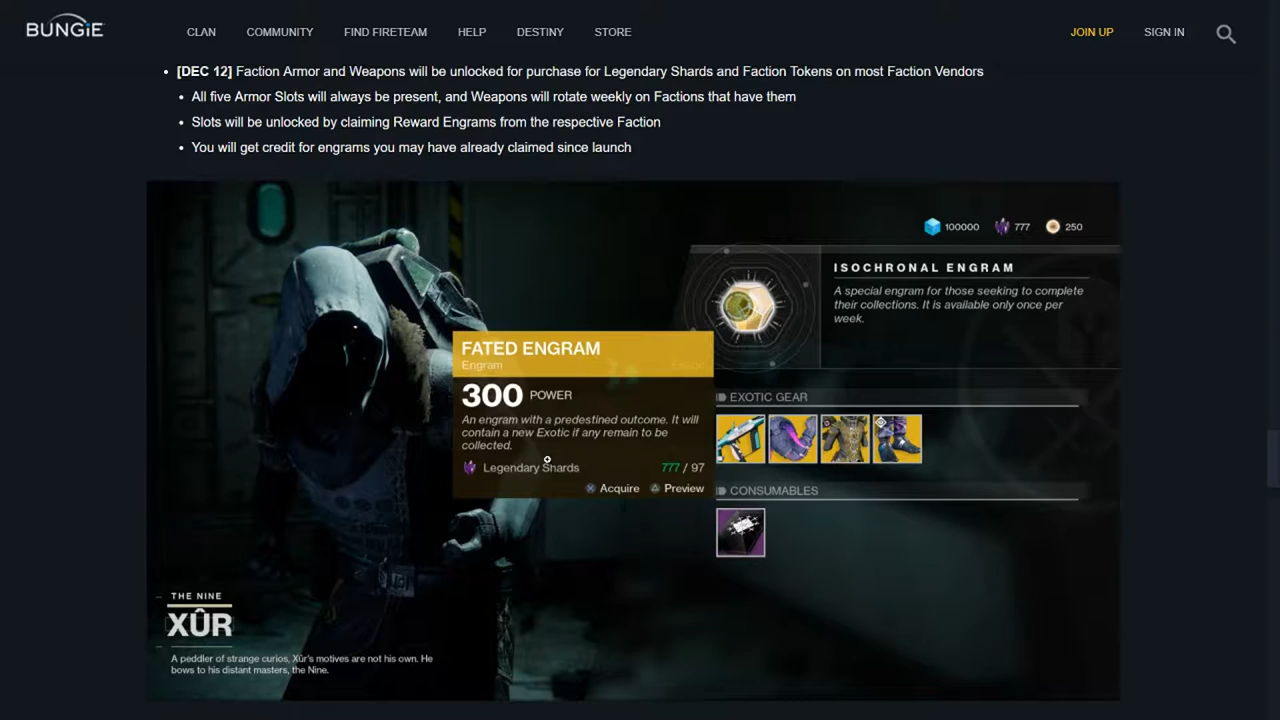 BUNGiE
CLAN COMMUNITY FIND FIRETEAM HELP DESTINY STORE JOIN UP SIGN IN
• [DEC 12] Faction Armor and Weapons will be unlocked for purchase for Legendary Shards and Faction Tokens on most Faction Vendors
• All five Armor Slots will always be present, and Weapons will rotate weekly on Factions that have them
• Slots will be unlocked by claiming Reward Engrams from the respective Faction
• You will get credit for engrams you may have already claimed since launch
100000 777 250
ISOCHRONAL ENGRAM
A special engram for those seeking to complete
their collections. It is available only once per
week.
FATED ENGRAM
Engram Exotic
300 POWER
An engram with a predestined outcome. It will
contain a new Exotic if any remain to be
collected.
Legendary Shards 777 / 97
Acquire Preview
EXOTIC GEAR
CONSUMABLES
THE NINE
XÛR
A peddler of strange curios, Xûr's motives are not his own. He
bows to his distant masters, the Nine.